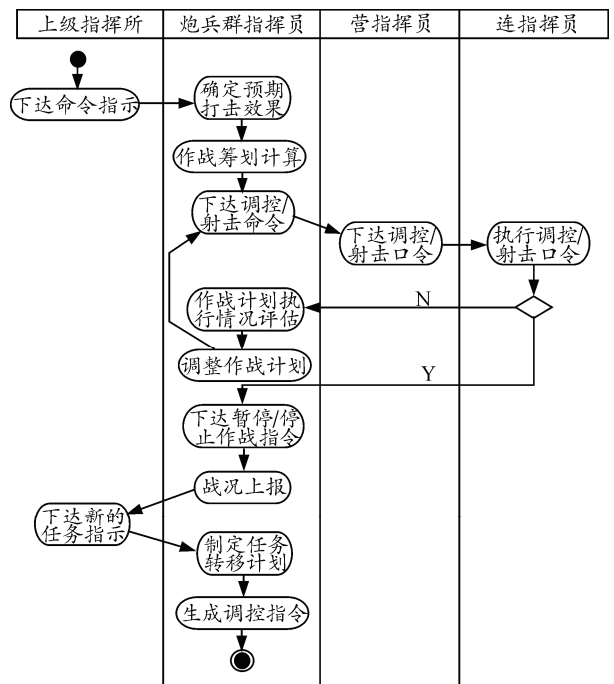 上级指挥所
炮兵群指挥员
营指挥员
连指挥员
下达命令指示
确定预期
打击效果
作战筹划计算
下达调控/
射击命令
下达调控/
射击口令
执行调控/
射击口令
N
作战计划执
行情况评估
调整作战计划
Y
下达暂停/停
止作战指令
战况上报
下达新的
任务指示
制定任务
转移计划
生成调控指令